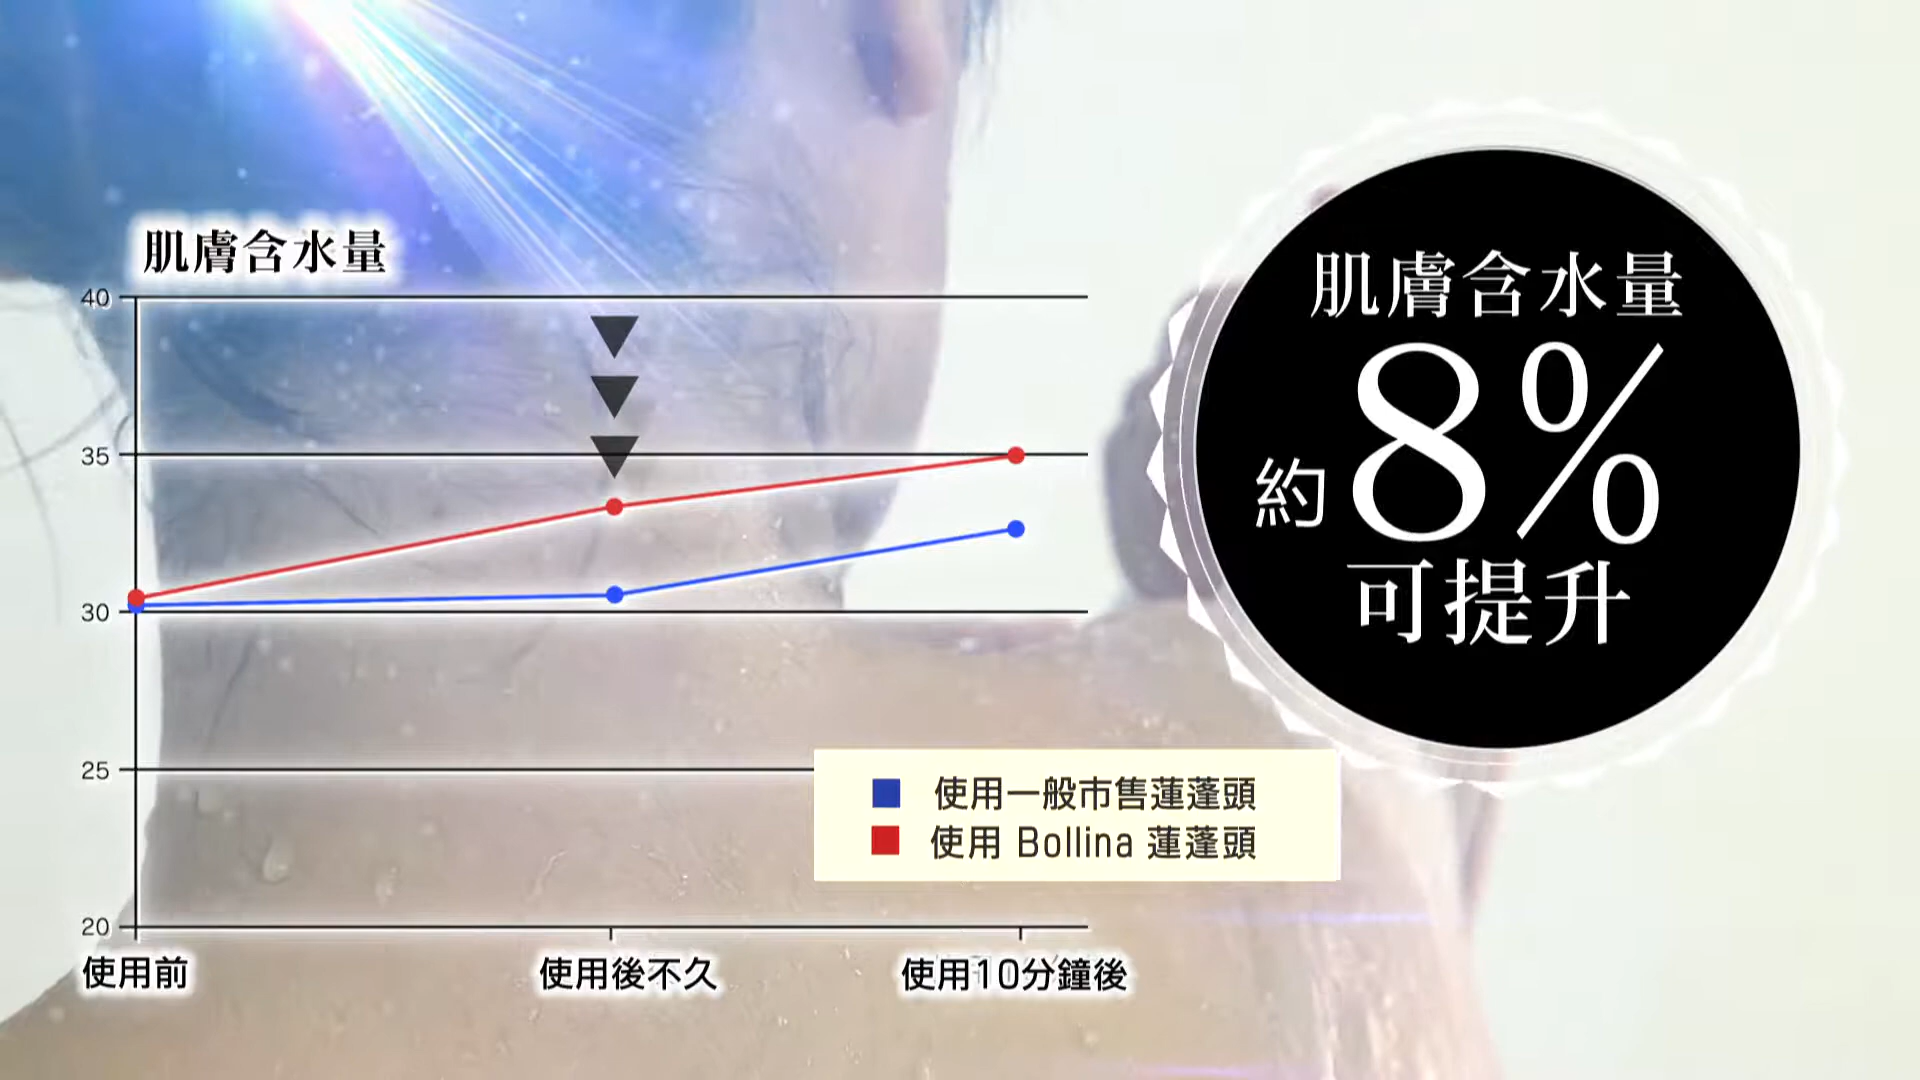 肌膚含水量
40
35
30
25
20
使用前
使用後不久
使用10分鐘後
使用一般市售蓮蓬頭
使用 Bollina 蓮蓬頭
肌膚含水量
約8%
可提升